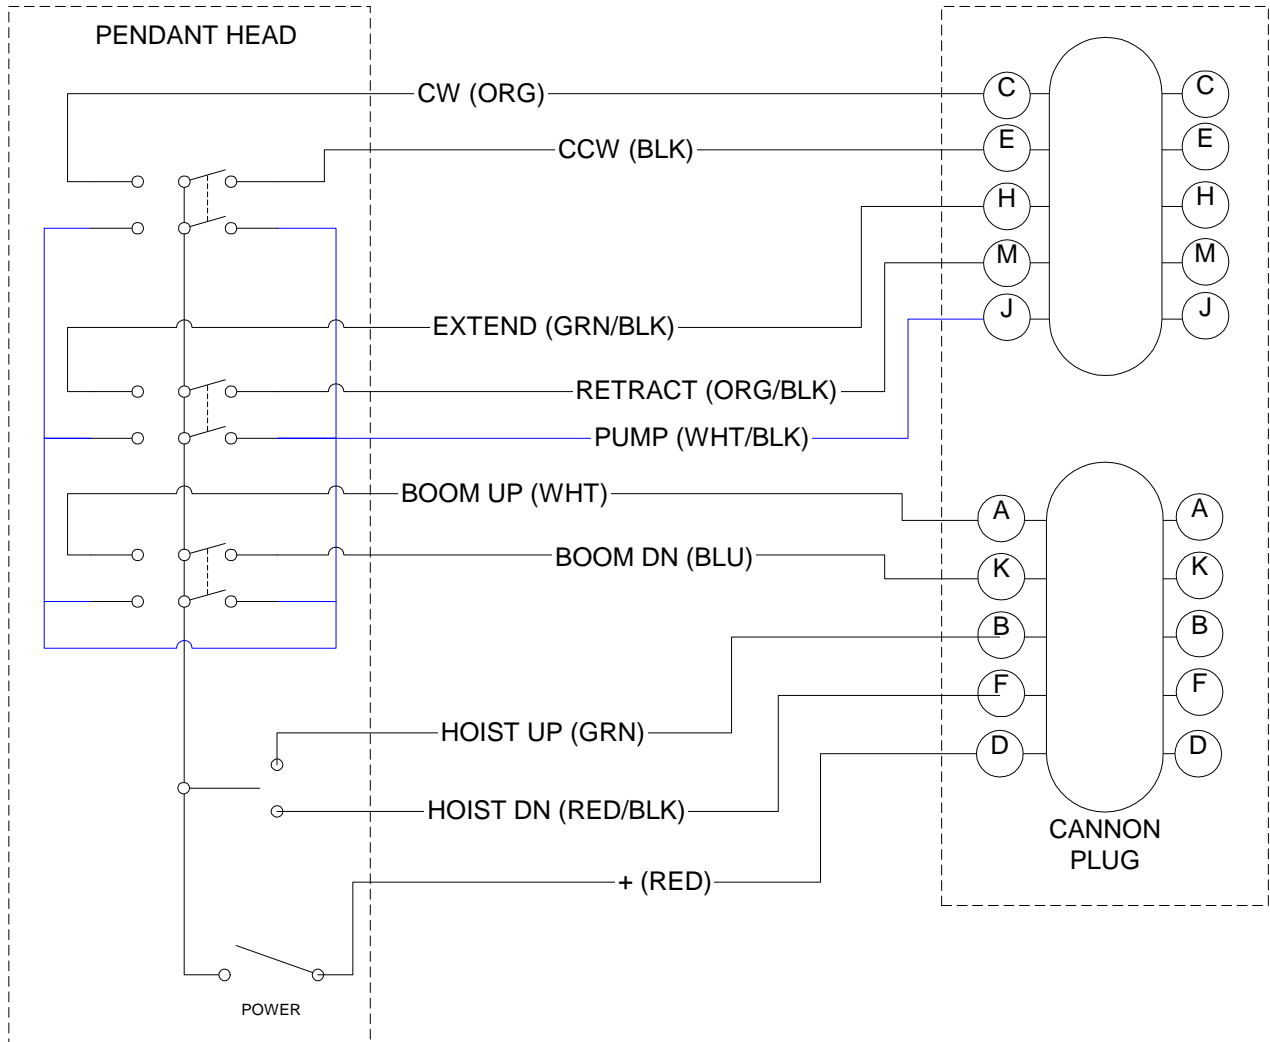 PENDANT HEAD
CW (ORG)
C
C
CCW (BLK)
E
E
H
H
M
M
EXTEND (GRN/BLK)
J
J
RETRACT (ORG/BLK)
PUMP (WHT/BLK)
BOOM UP (WHT)
A
A
BOOM DN (BLU)
K
K
B
B
F
F
HOIST UP (GRN)
D
D
HOIST DN (RED/BLK)
CANNON
PLUG
+ (RED)
POWER